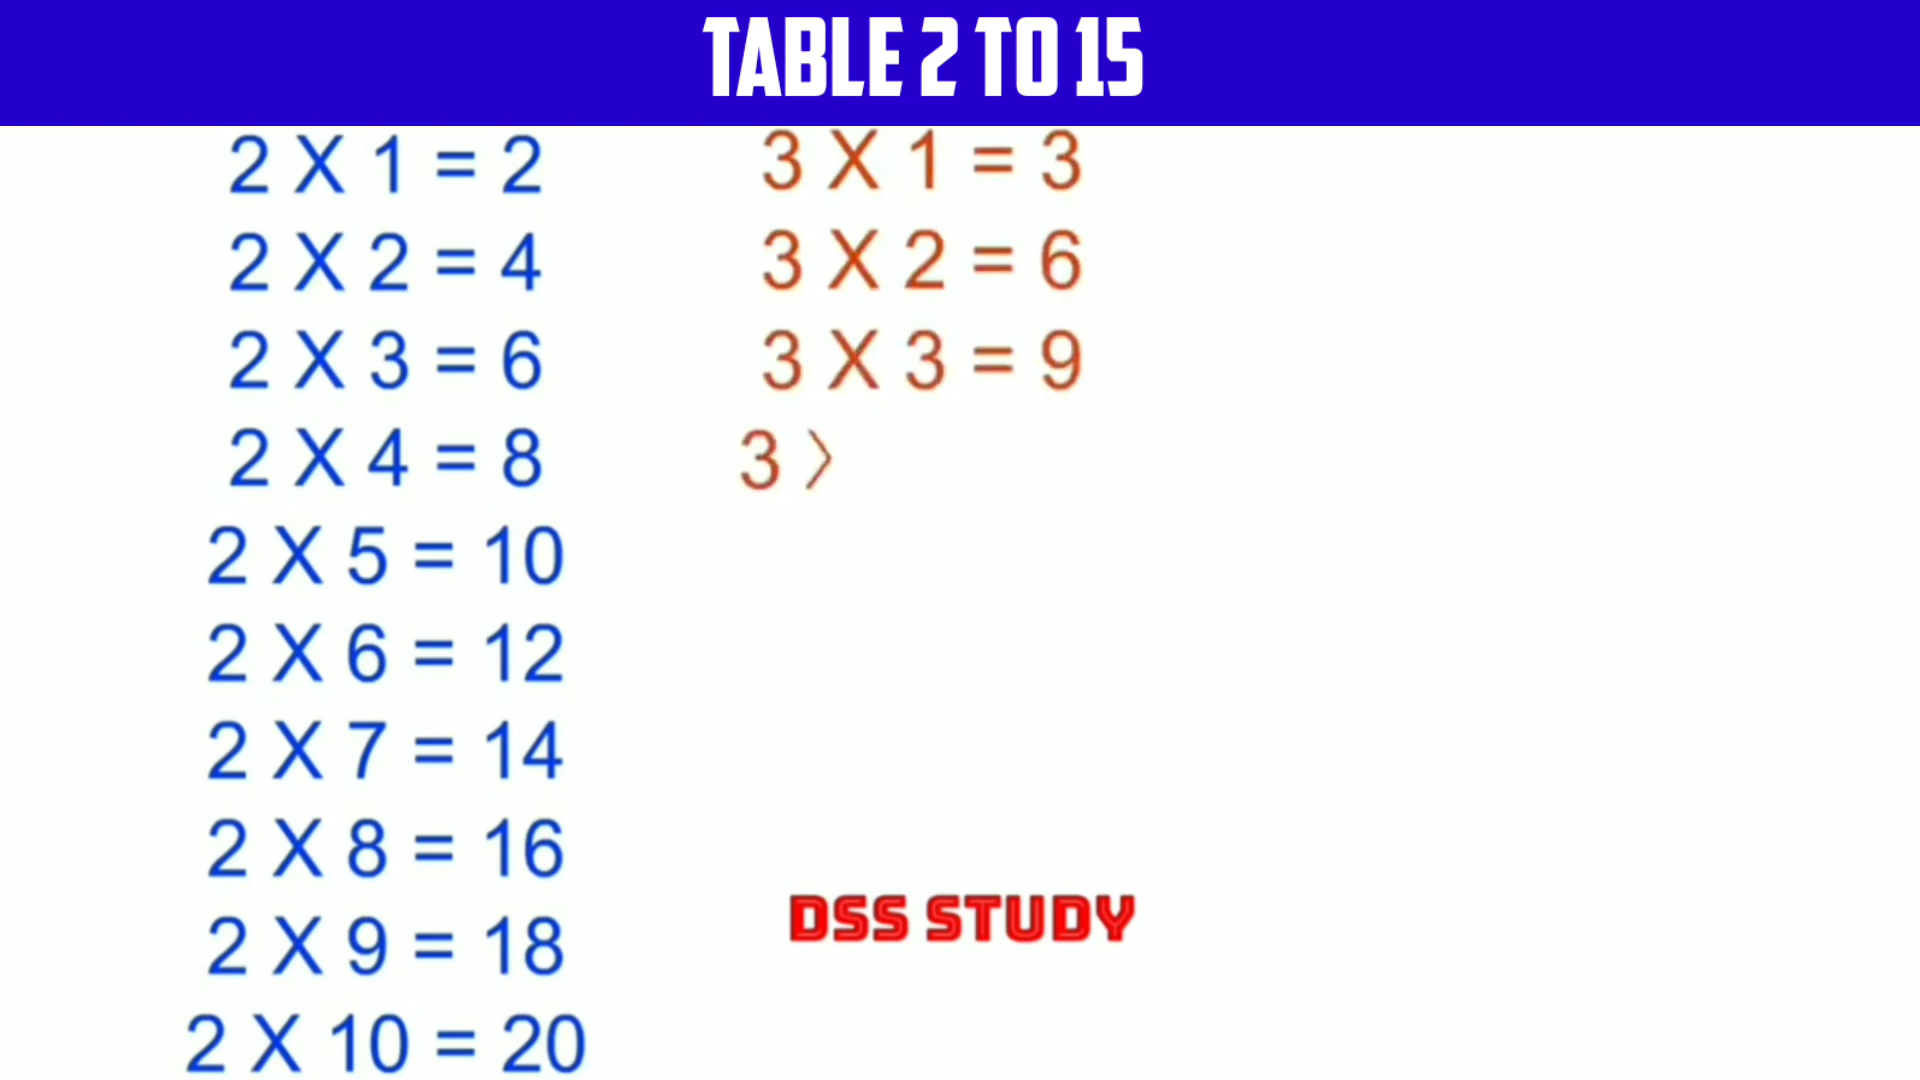 TABLE 2 TO 15
2 X 1 = 2
2 X 2 = 4
2 X 3 = 6
2 X 4 = 8
2 X 5 = 10
2 X 6 = 12
2 X 7 = 14
2 X 8 = 16
2 X 9 = 18
2 X 10 = 20
3 X 1 = 3
3 X 2 = 6
3 X 3 = 9
3
DSS STUDY